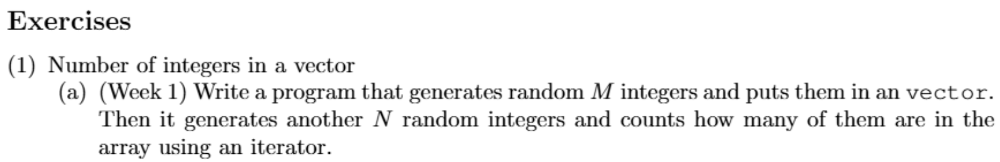 Exercises
(1) Number of integers in a vector
(a) (Week 1) Write a program that generates random M integers and puts them in an vector.
Then it generates another N random integers and counts how many of them are in the
array using an iterator.